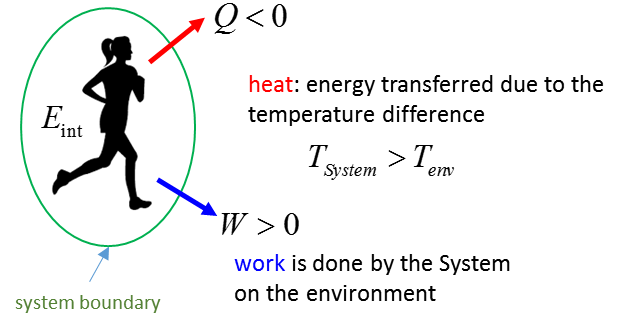 Q < 0
heat: energy transferred due to the
temperature difference
E_int
T_System > T_env
W > 0
work is done by the System
on the environment
system boundary